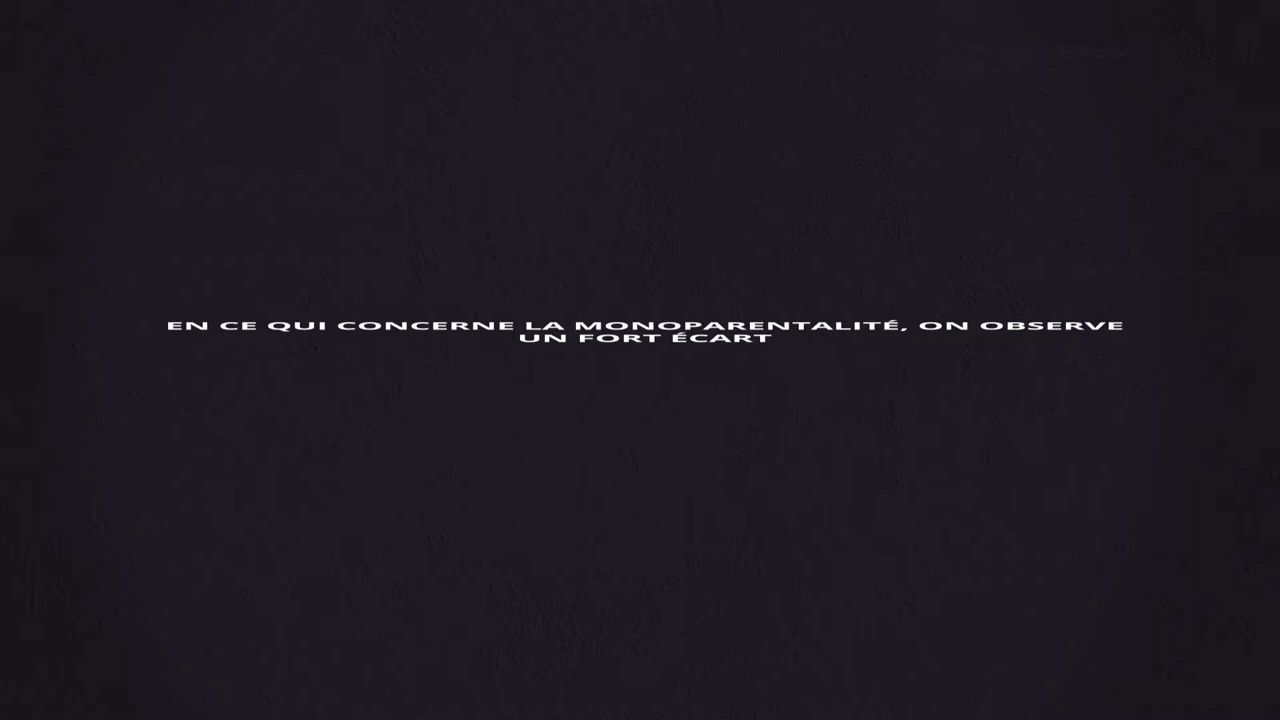 EN CE QUI CONCERNE LA MONOPARENTALITÉ, ON OBSERVE
UN FORT ÉCART